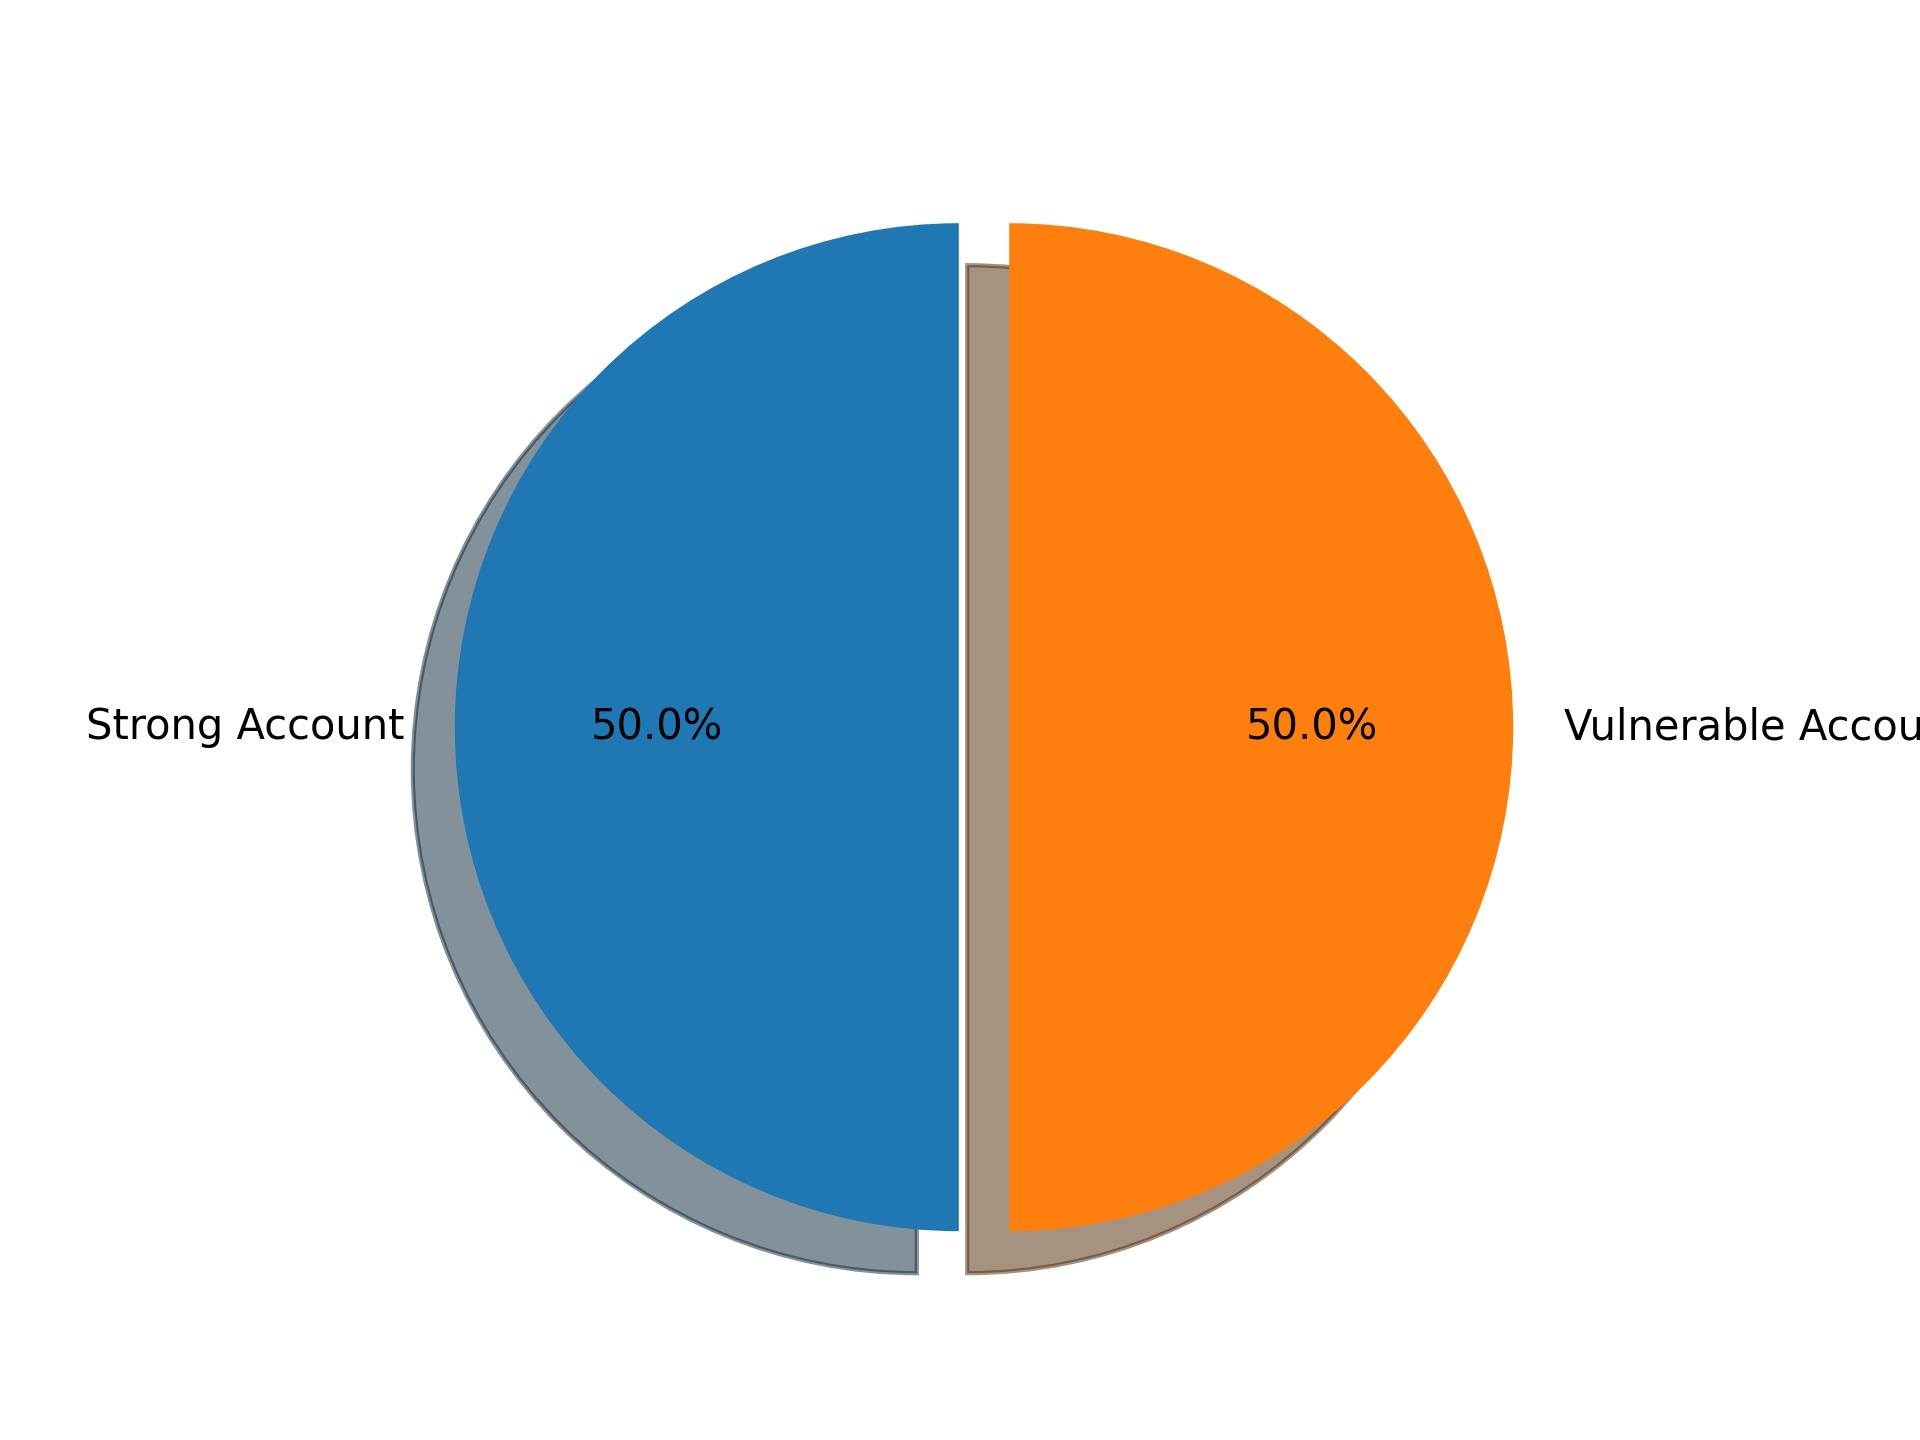 Strong Account
50.0%
50.0%
Vulnerable Accou